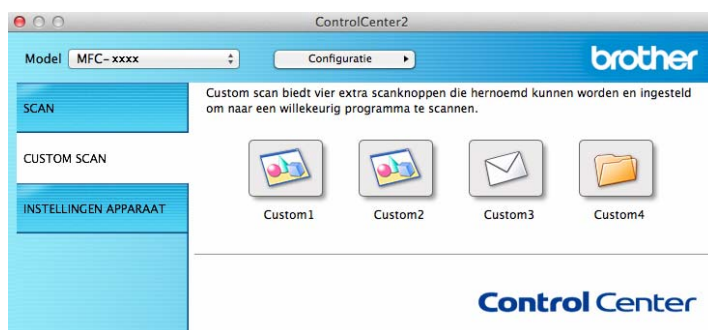 ControlCenter2
Model MFC-xxxx Configuratie brother
SCAN
CUSTOM SCAN
INSTELLINGEN APPARAAT
Custom scan biedt vier extra scanknoppen die hernoemd kunnen worden en ingesteld
om naar een willekeurig programma te scannen.
Custom1 Custom2 Custom3 Custom4
Control Center